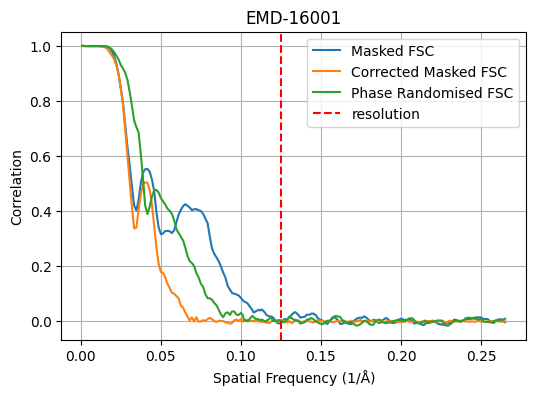 EMD-16001
Masked FSC
Corrected Masked FSC
Phase Randomised FSC
resolution
Correlation
1.0
0.8
0.6
0.4
0.2
0.0
0.00 0.05 0.10 0.15 0.20 0.25
Spatial Frequency (1/Å)